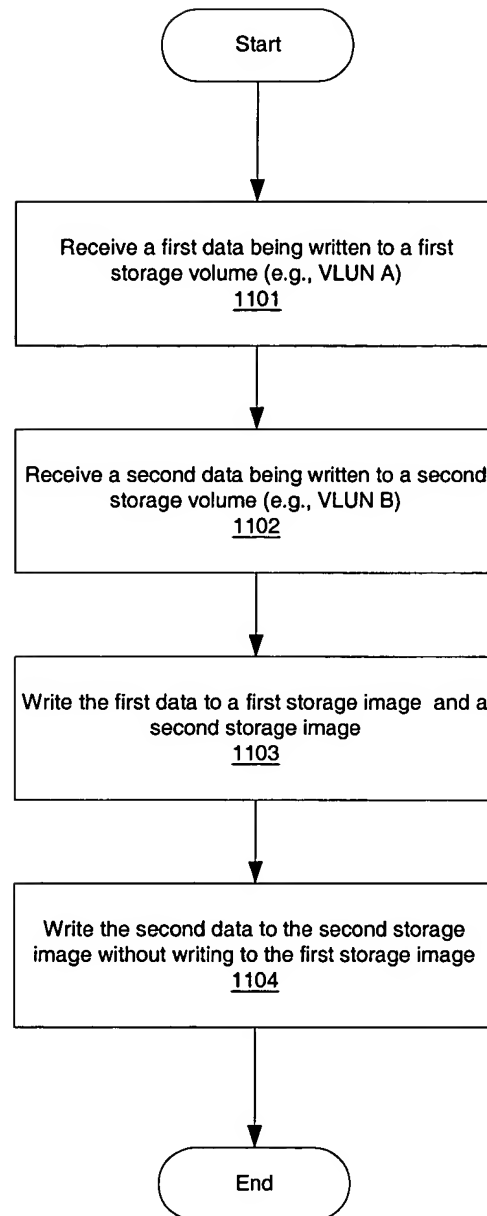 Start
Receive a first data being written to a first
storage volume (e.g., VLUN A)
1101
Receive a second data being written to a second
storage volume (e.g., VLUN B)
1102
Write the first data to a first storage image and a
second storage image
1103
Write the second data to the second storage
image without writing to the first storage image
1104
End